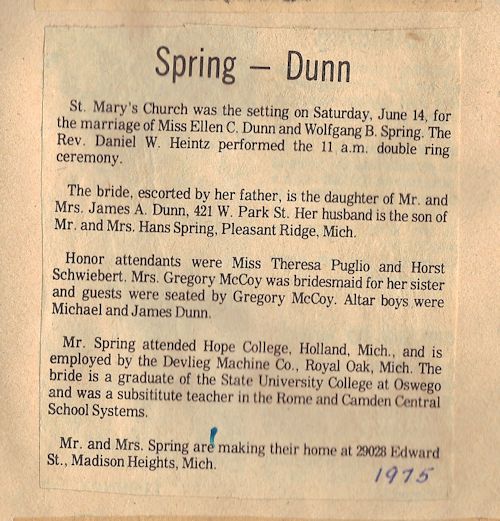 Spring — Dunn
St. Mary's Church was the setting on Saturday, June 14, for
the marriage of Miss Ellen C. Dunn and Wolfgang B. Spring. The
Rev. Daniel W. Heintz performed the 11 a.m. double ring
ceremony.
The bride, escorted by her father, is the daughter of Mr. and
Mrs. James A. Dunn, 421 W. Park St. Her husband is the son of
Mr. and Mrs. Hans Spring, Pleasant Ridge, Mich.
Honor attendants were Miss Theresa Puglio and Horst
Schwiebert. Mrs. Gregory McCoy was bridesmaid for her sister
and guests were seated by Gregory McCoy. Altar boys were
Michael and James Dunn.
Mr. Spring attended Hope College, Holland, Mich., and is
employed by the Devlieg Machine Co., Royal Oak, Mich. The
bride is a graduate of the State University College at Oswego
and was a subsititute teacher in the Rome and Camden Central
School Systems.
Mr. and Mrs. Spring are making their home at 29028 Edward
St., Madison Heights, Mich.
1975